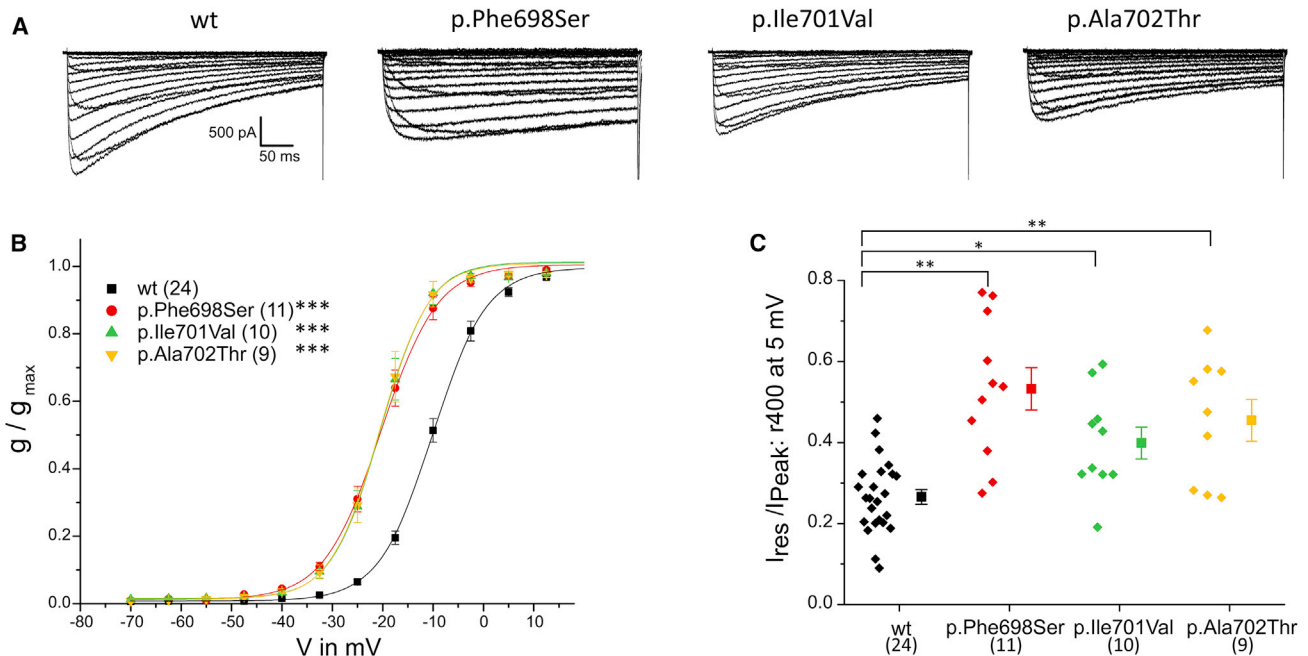 A
wt
p.Phe698Ser
p.Ile701Val
p.Ala702Thr
500 pA
50 ms
B
g / gmax
1.0
0.8
0.6
0.4
0.2
0.0
wt (24)
p.Phe698Ser (11)***
p.Ile701Val (10) ***
p.Ala702Thr (9) ***
-80 -70 -60 -50 -40 -30 -20 -10 0 10
V in mV
C
**
*
**
Ires /IPeak: r400 at 5 mV
0.8
0.6
0.4
0.2
0.0
wt p.Phe698Ser p.Ile701Val p.Ala702Thr
(24) (11) (10) (9)